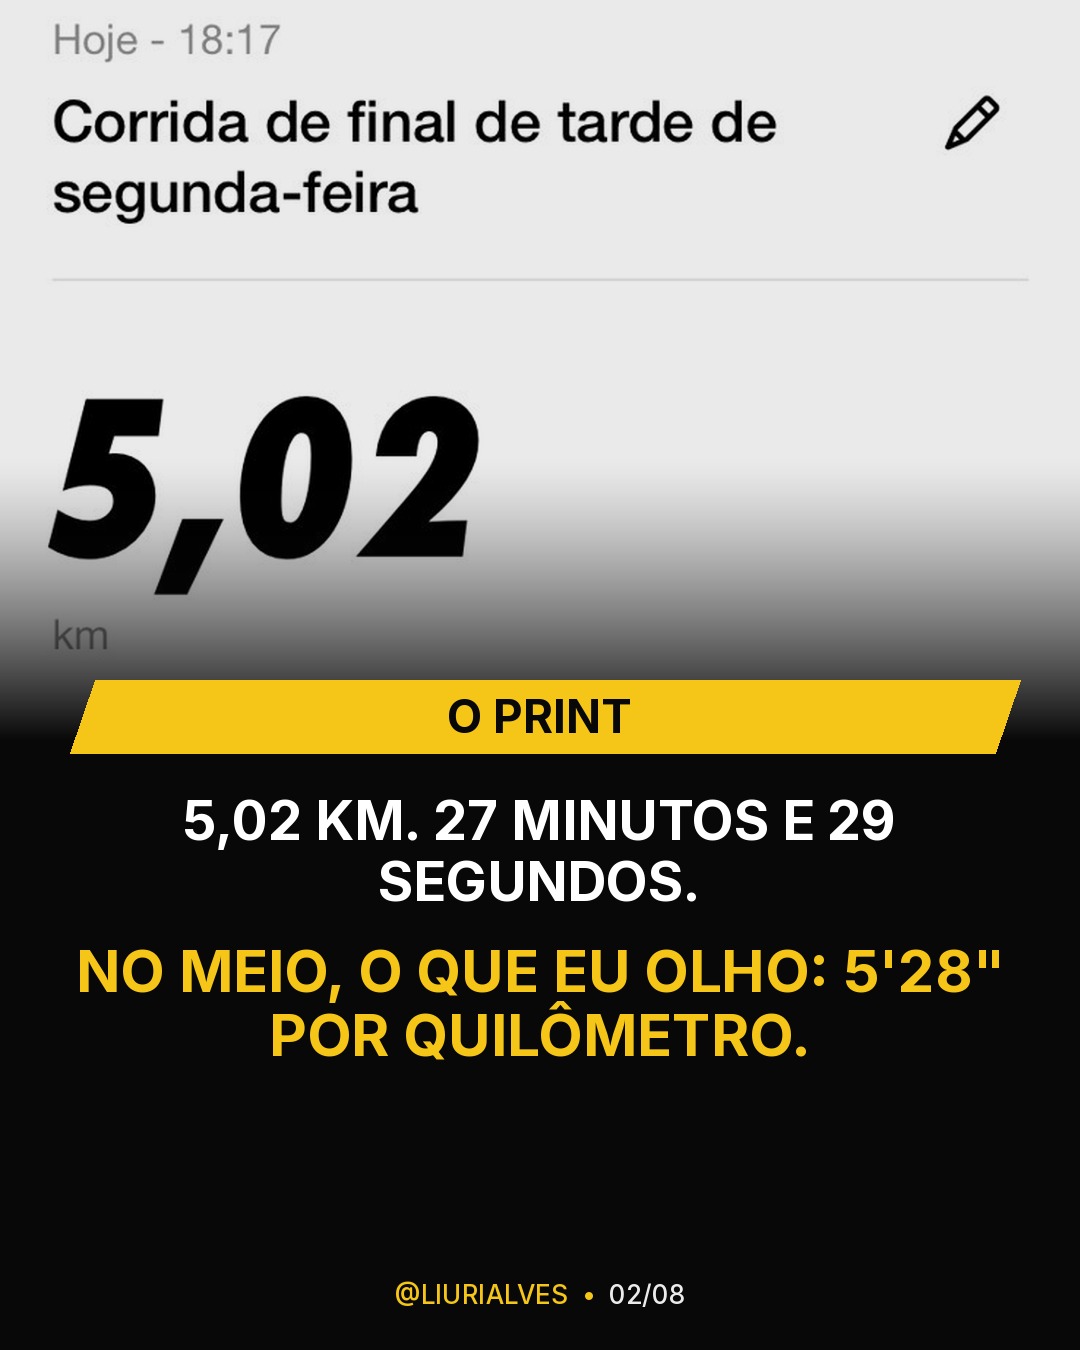 Hoje - 18:17
Corrida de final de tarde de
segunda-feira
5,02
km
O PRINT
5,02 KM. 27 MINUTOS E 29
SEGUNDOS.
NO MEIO, O QUE EU OLHO: 5'28"
POR QUILÔMETRO.
@LIURIALVES • 02/08